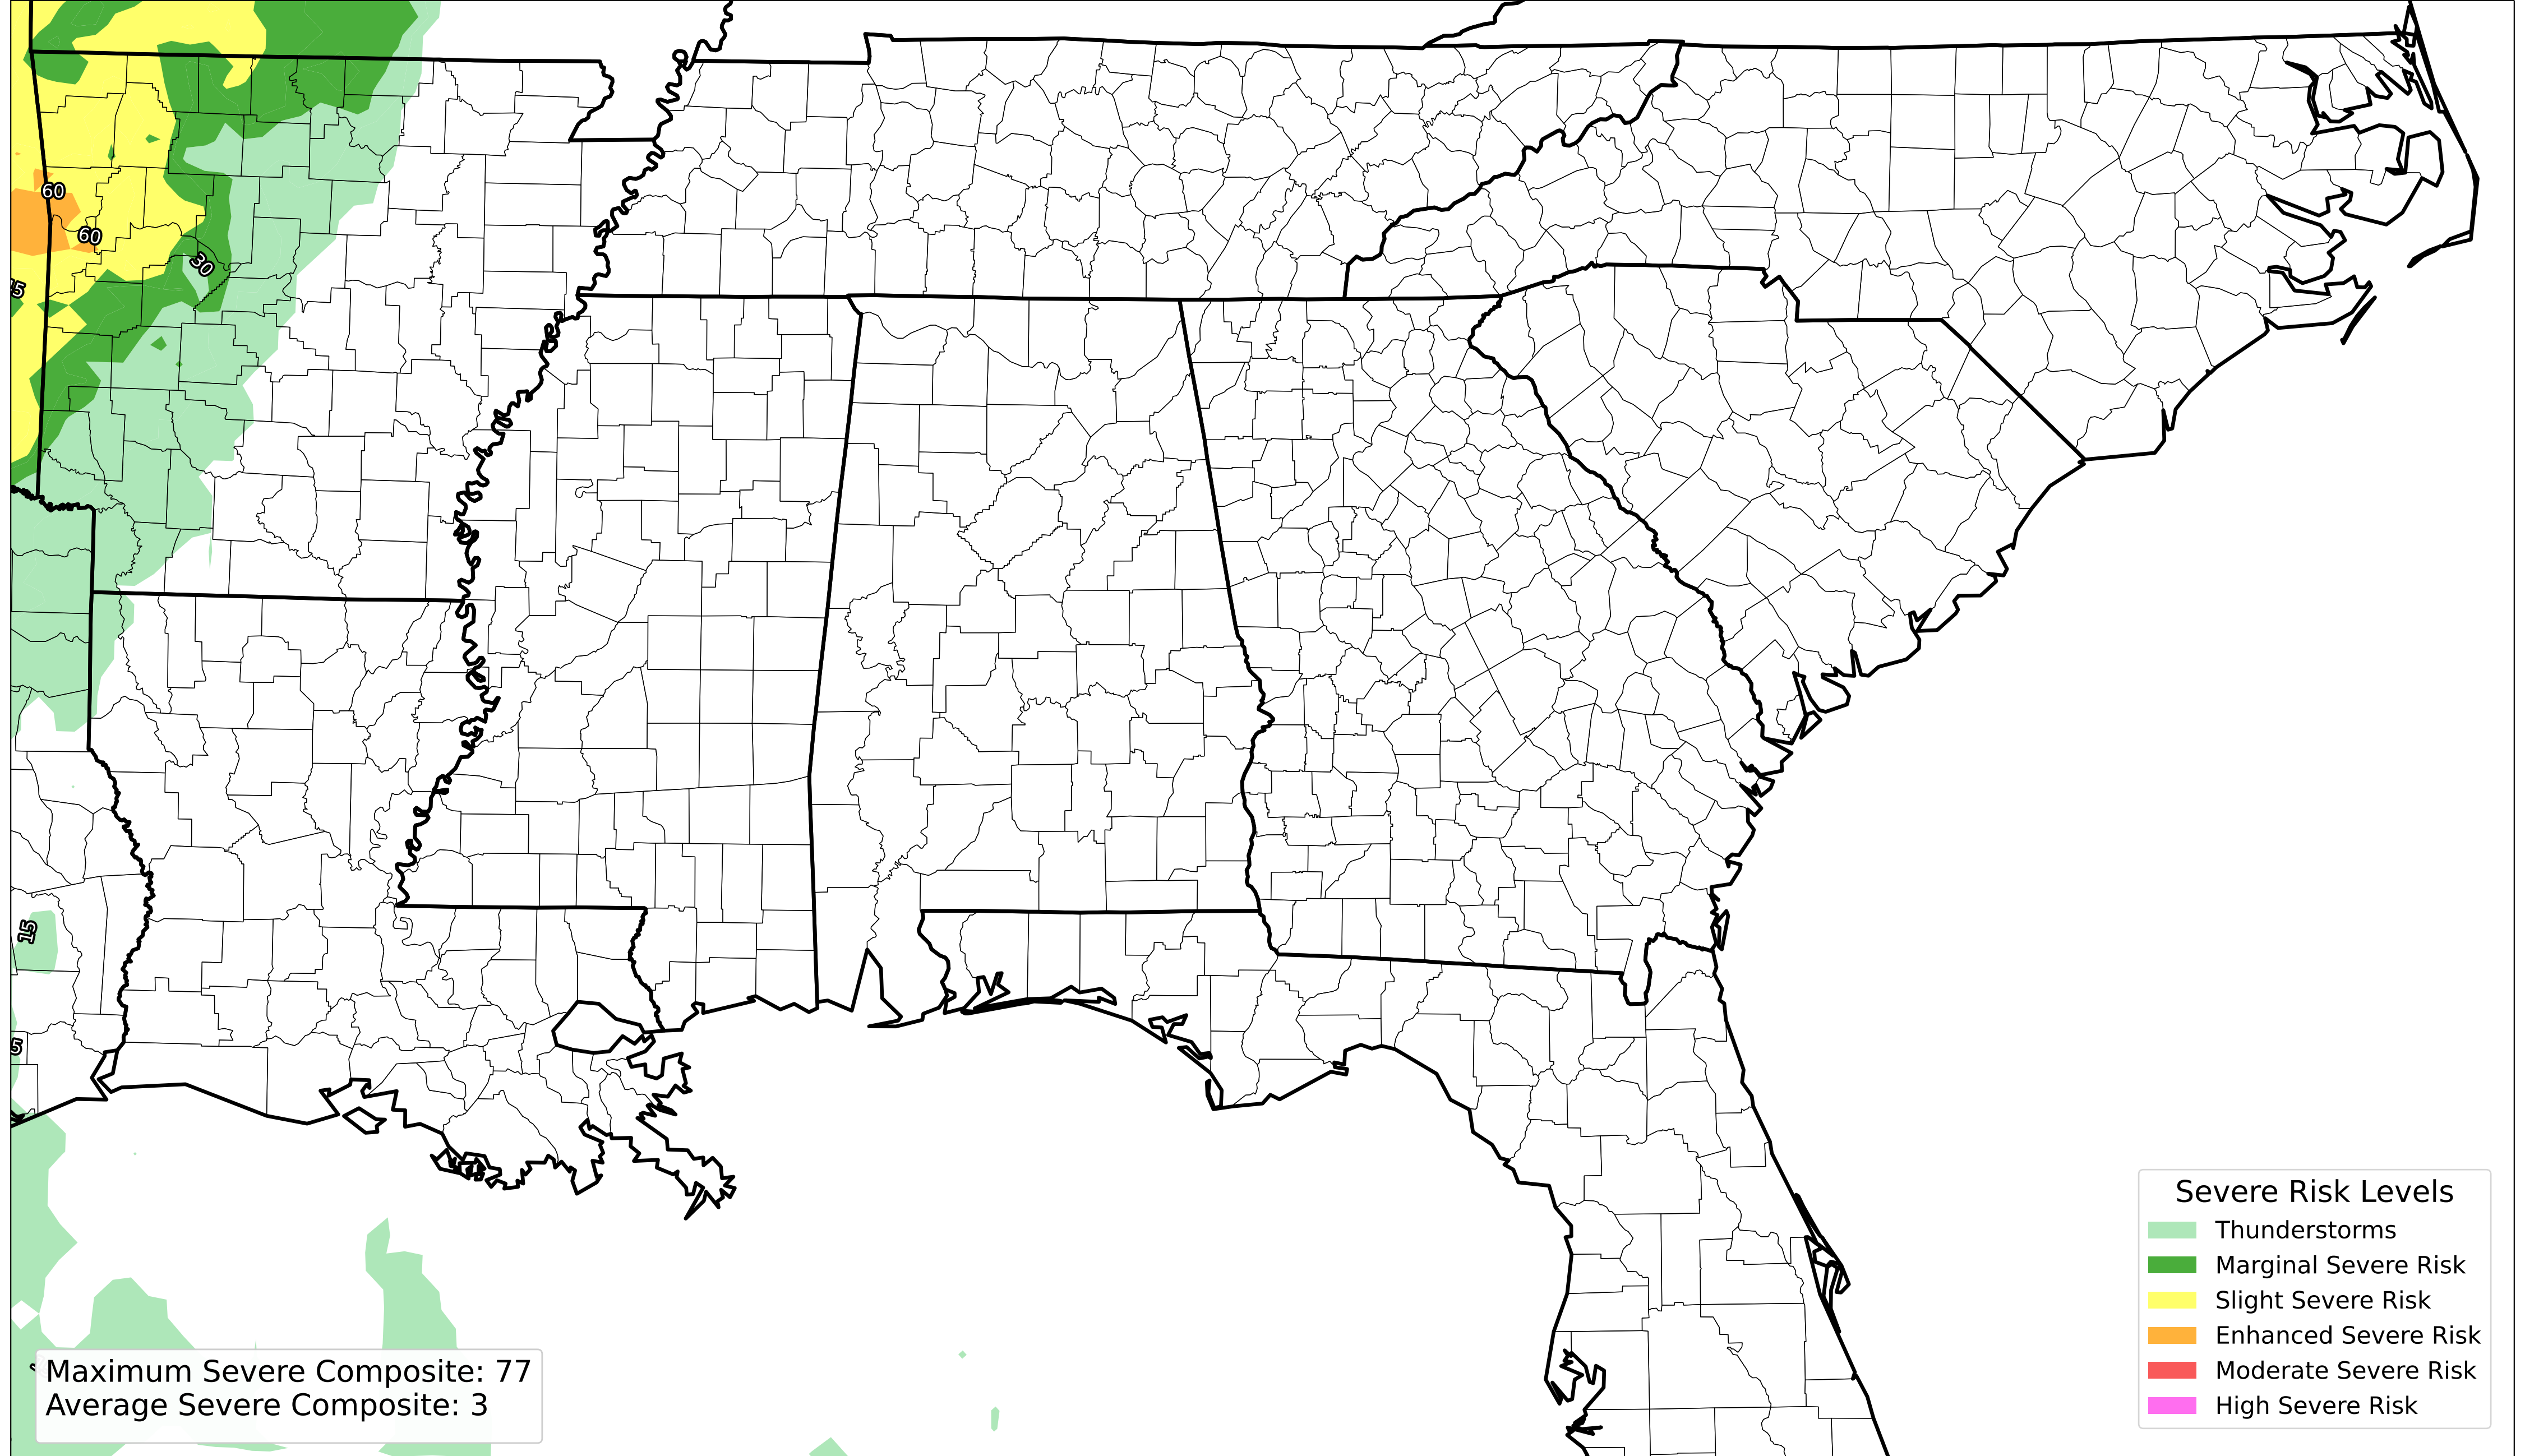 60
60
30
15
Maximum Severe Composite: 77
Average Severe Composite: 3
Severe Risk Levels
Thunderstorms
Marginal Severe Risk
Slight Severe Risk
Enhanced Severe Risk
Moderate Severe Risk
High Severe Risk